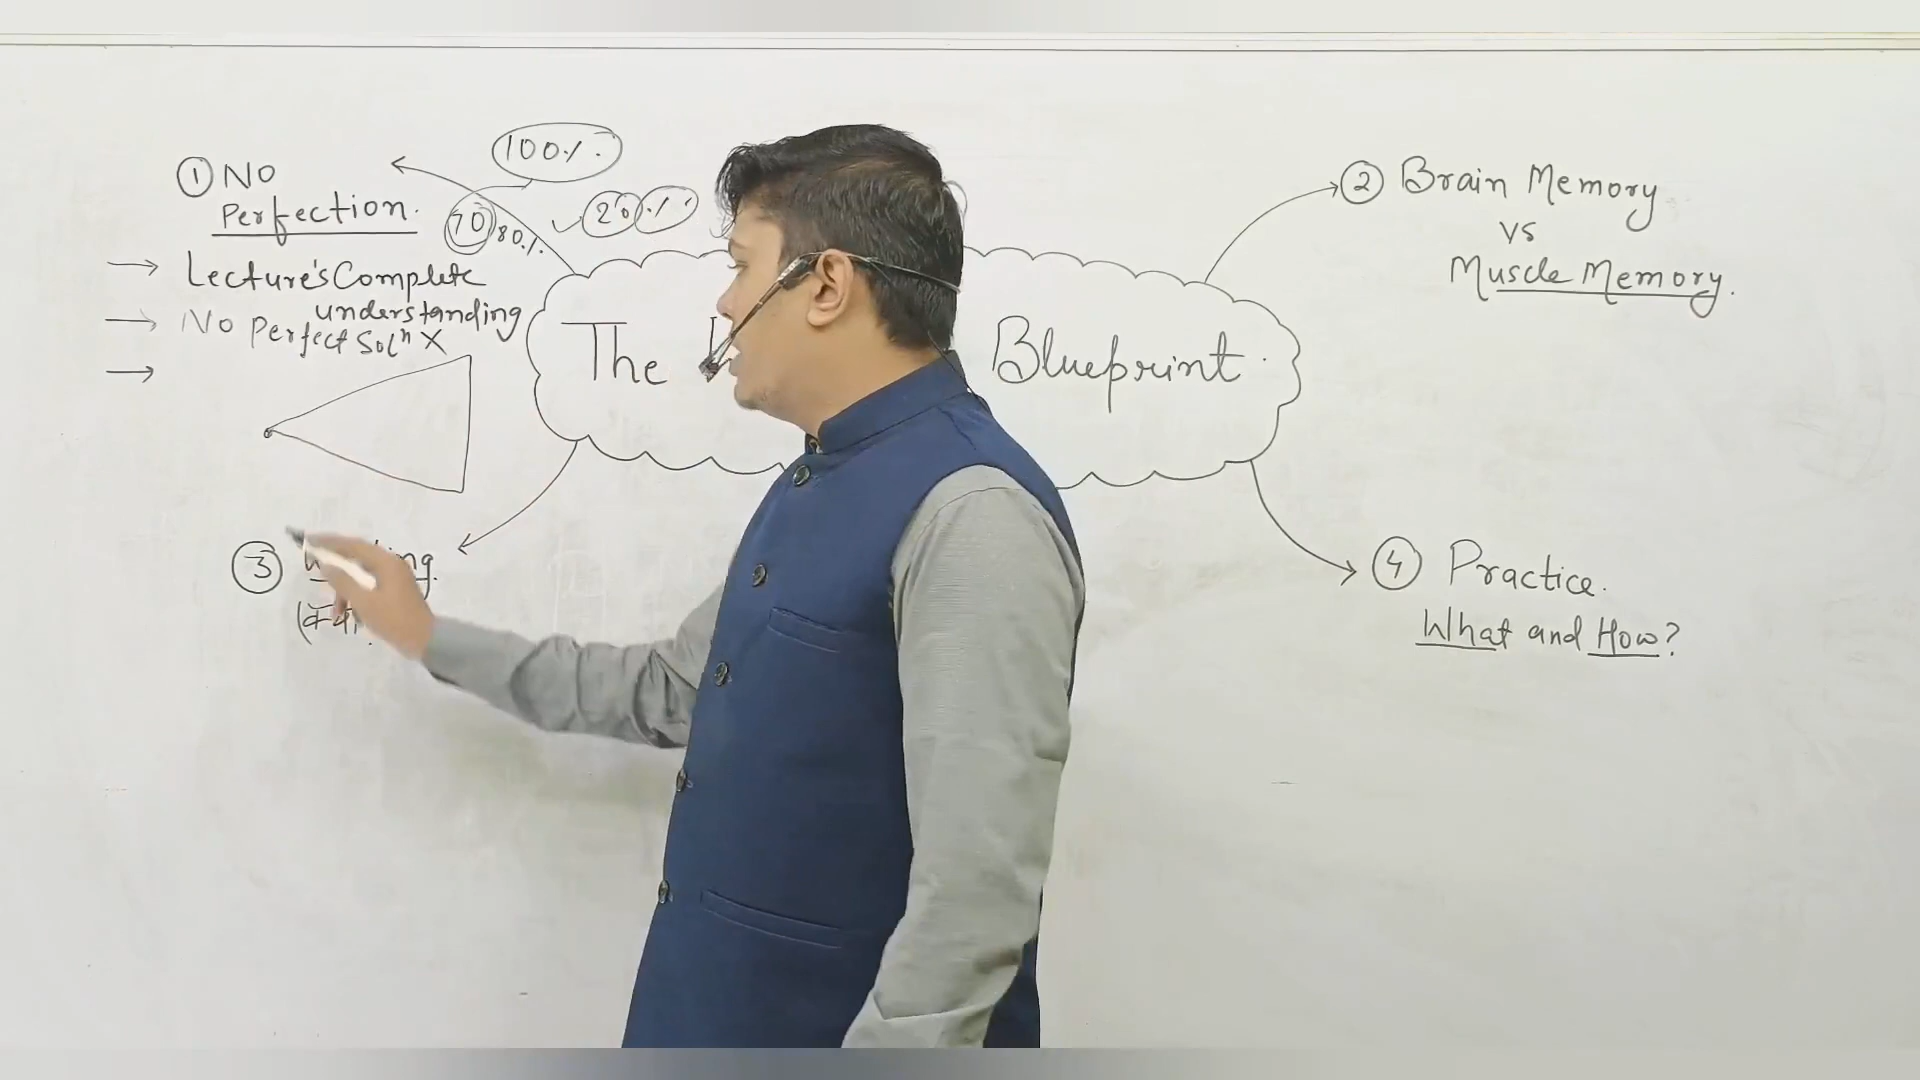 ① NO
Perfection.
100%.
70 80%.
20%.
→ Lecture's Complete
understanding
→ No Perfect Solⁿ X
→
The Blueprint.
② Brain Memory
vs
Muscle Memory.
③
④ Practice.
What and How?